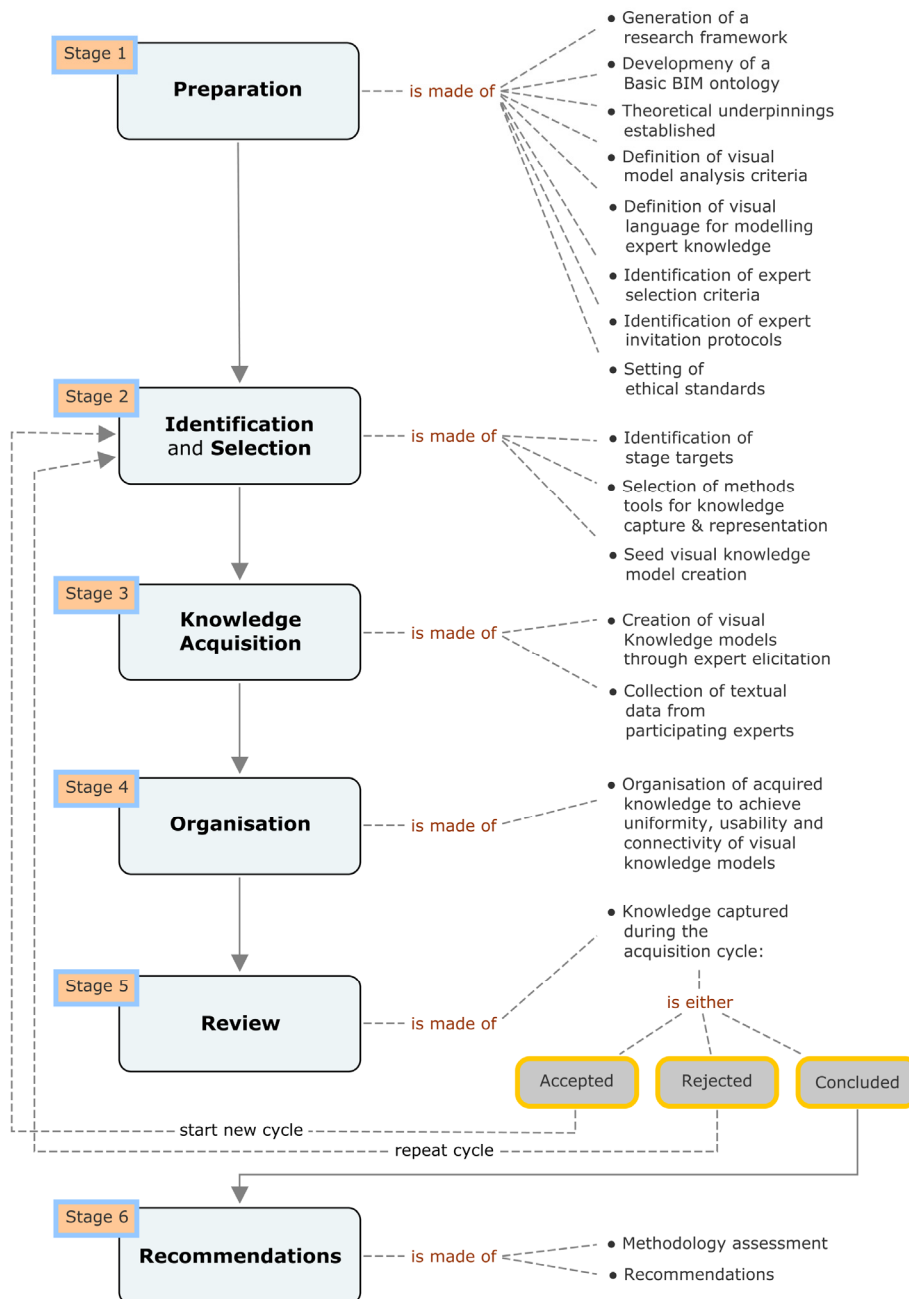 Stage 1
Preparation
is made of
● Generation of a
research framework
● Developmeny of a
Basic BIM ontology
● Theoretical underpinnings
established
● Definition of visual
model analysis criteria
● Definition of visual
language for modelling
expert knowledge
● Identification of expert
selection criteria
● Identification of expert
invitation protocols
● Setting of
ethical standards
Stage 2
Identification
and Selection
is made of
● Identification of
stage targets
● Selection of methods
tools for knowledge
capture & representation
● Seed visual knowledge
model creation
Stage 3
Knowledge
Acquisition
is made of
● Creation of visual
Knowledge models
through expert elicitation
● Collection of textual
data from
participating experts
Stage 4
Organisation
is made of
● Organisation of acquired
knowledge to achieve
uniformity, usability and
connectivity of visual
knowledge models
Stage 5
Review
is made of
● Knowledge captured
during the
acquisition cycle:
is either
Accepted
Rejected
Concluded
start new cycle
repeat cycle
Stage 6
Recommendations
is made of
● Methodology assessment
● Recommendations